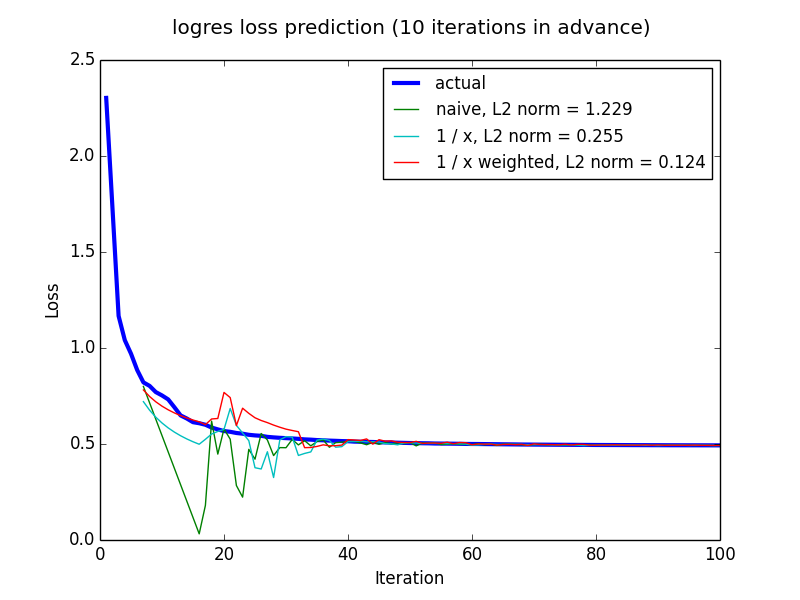 logres loss prediction (10 iterations in advance)
2.5
2.0
1.5
1.0
0.5
0.0
Loss
actual
naive, L2 norm = 1.229
1 / x, L2 norm = 0.255
1 / x weighted, L2 norm = 0.124
0 20 40 60 80 100
Iteration